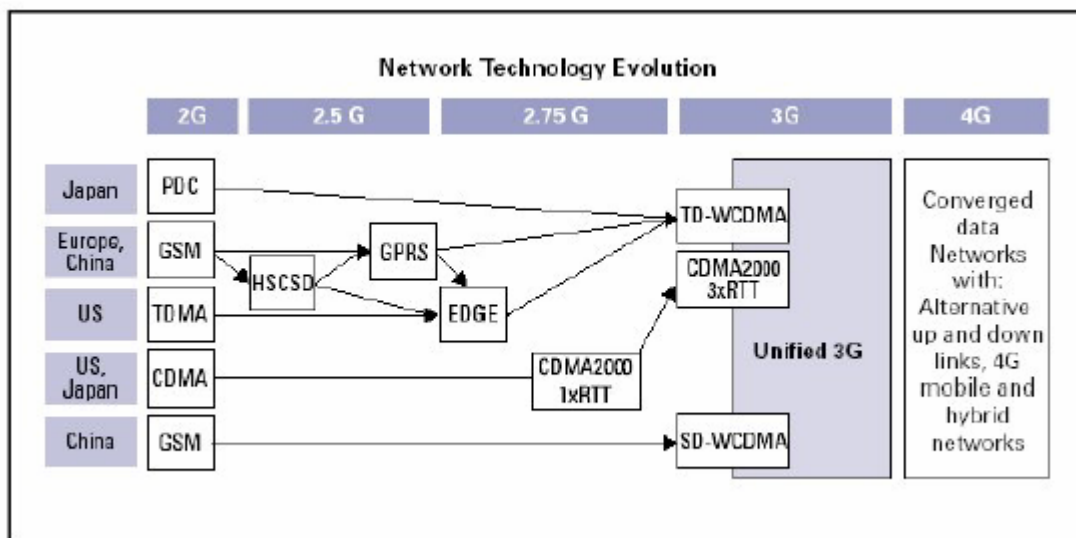 Network Technology Evolution
2G
2.5 G
2.75 G
3G
4G
Japan
PDC
TD-WCDMA
Europe,
China
GSM
HSCSD
GPRS
CDMA2000
3xRTT
US
TDMA
EDGE
US,
Japan
CDMA
CDMA2000
1xRTT
Unified 3G
China
GSM
SD-WCDMA
Converged
data
Networks
with:
Alternative
up and down
links, 4G
mobile and
hybrid
networks